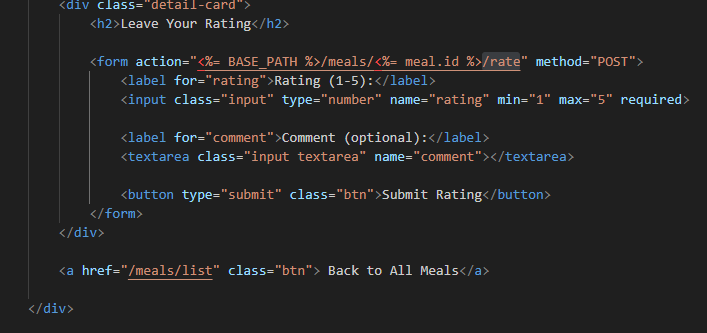 <div class="detail-card">
<h2>Leave Your Rating</h2>
<form action="<%= BASE_PATH %>/meals/<%= meal.id %>/rate" method="POST">
<label for="rating">Rating (1-5):</label>
<input class="input" type="number" name="rating" min="1" max="5" required>
<label for="comment">Comment (optional):</label>
<textarea class="input textarea" name="comment"></textarea>
<button type="submit" class="btn">Submit Rating</button>
</form>
</div>
<a href="/meals/list" class="btn"> Back to All Meals</a>
</div>